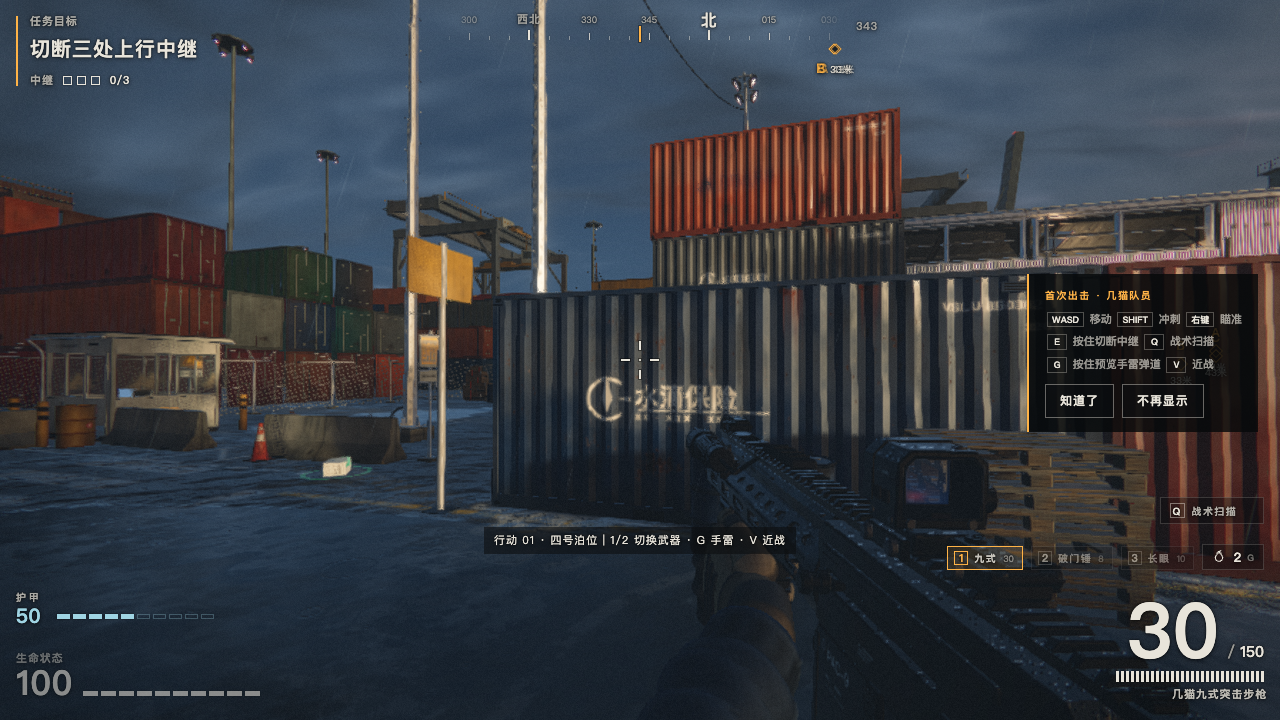 任务目标
切断三处上行中继
中继 0/3
300 西北 330 345 北 015 030 343
B
首次出击 · 几猫队员
WASD 移动 SHIFT 冲刺 右键 瞄准
E 按住切断中继 Q 战术扫描
G 按住预览手雷弹道 V 近战
知道了 不再显示
Q 战术扫描
行动 01 · 四号泊位 | 1/2 切换武器 · G 手雷 · V 近战
1 九式 30 2 破门锤 8 3 长眼 10 2 G
护甲
50
生命状态
100
30 / 150
几猫九式突击步枪